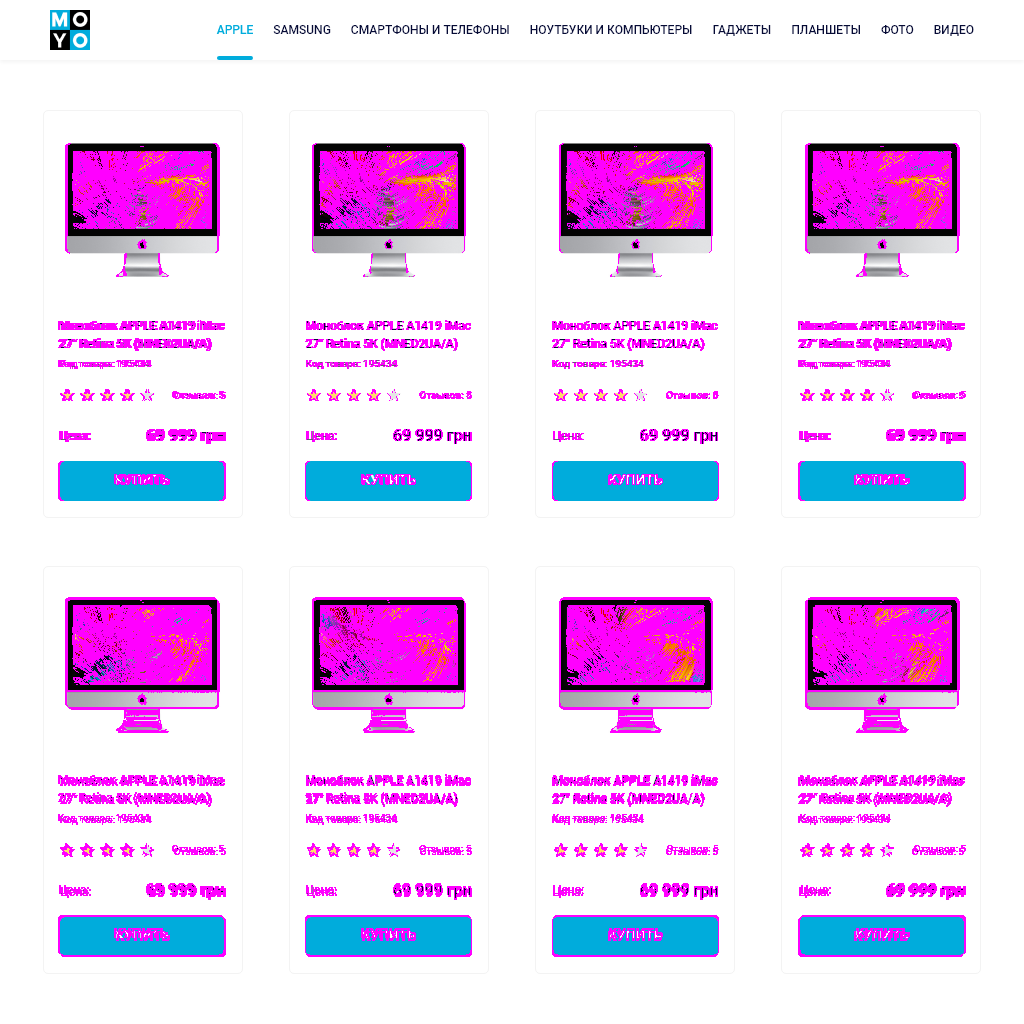 MO
YO
APPLE SAMSUNG СМАРТФОНЫ И ТЕЛЕФОНЫ НОУТБУКИ И КОМПЬЮТЕРЫ ГАДЖЕТЫ ПЛАНШЕТЫ ФОТО ВИДЕО
Моноблок APPLE A1419 iMac
27" Retina 5K (MNED2UA/A)
Код товара: 195434
Отзывов: 5
Цена: 69 999 грн
КУПИТЬ
Моноблок APPLE A1419 iMac
27" Retina 5K (MNED2UA/A)
Код товара: 195434
Отзывов: 5
Цена: 69 999 грн
КУПИТЬ
Моноблок APPLE A1419 iMac
27" Retina 5K (MNED2UA/A)
Код товара: 195434
Отзывов: 5
Цена: 69 999 грн
КУПИТЬ
Моноблок APPLE A1419 iMac
27" Retina 5K (MNED2UA/A)
Код товара: 195434
Отзывов: 5
Цена: 69 999 грн
КУПИТЬ
Моноблок APPLE A1419 iMac
27" Retina 5K (MNED2UA/A)
Код товара: 195434
Отзывов: 5
Цена: 69 999 грн
КУПИТЬ
Моноблок APPLE A1419 iMac
27" Retina 5K (MNED2UA/A)
Код товара: 195434
Отзывов: 5
Цена: 69 999 грн
КУПИТЬ
Моноблок APPLE A1419 iMac
27" Retina 5K (MNED2UA/A)
Код товара: 195434
Отзывов: 5
Цена: 69 999 грн
КУПИТЬ
Моноблок APPLE A1419 iMac
27" Retina 5K (MNED2UA/A)
Код товара: 195434
Отзывов: 5
Цена: 69 999 грн
КУПИТЬ